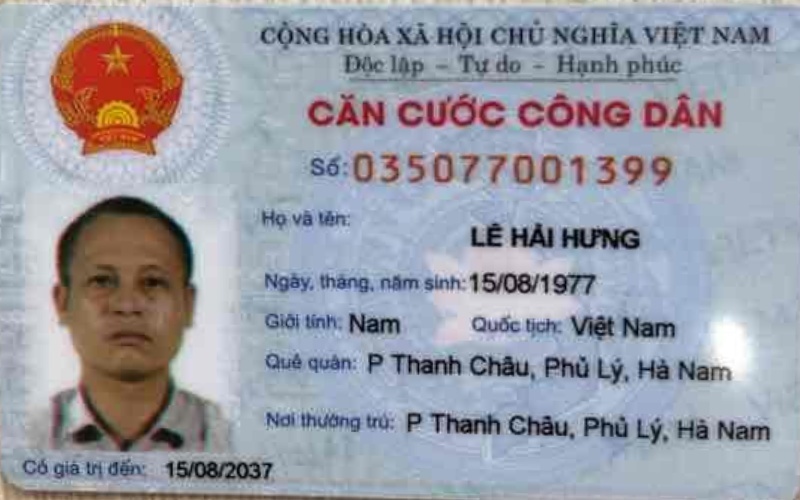 CỘNG HÒA XÃ HỘI CHỦ NGHĨA VIỆT NAM
Độc lập – Tự do – Hạnh phúc
CĂN CƯỚC CÔNG DÂN
Số: 035077001399
Họ và tên:
LÊ HẢI HƯNG
Ngày, tháng, năm sinh: 15/08/1977
Giới tính: Nam Quốc tịch: Việt Nam
Quê quán: P Thanh Châu, Phủ Lý, Hà Nam
Nơi thường trú: P Thanh Châu, Phủ Lý, Hà Nam
Có giá trị đến: 15/08/2037